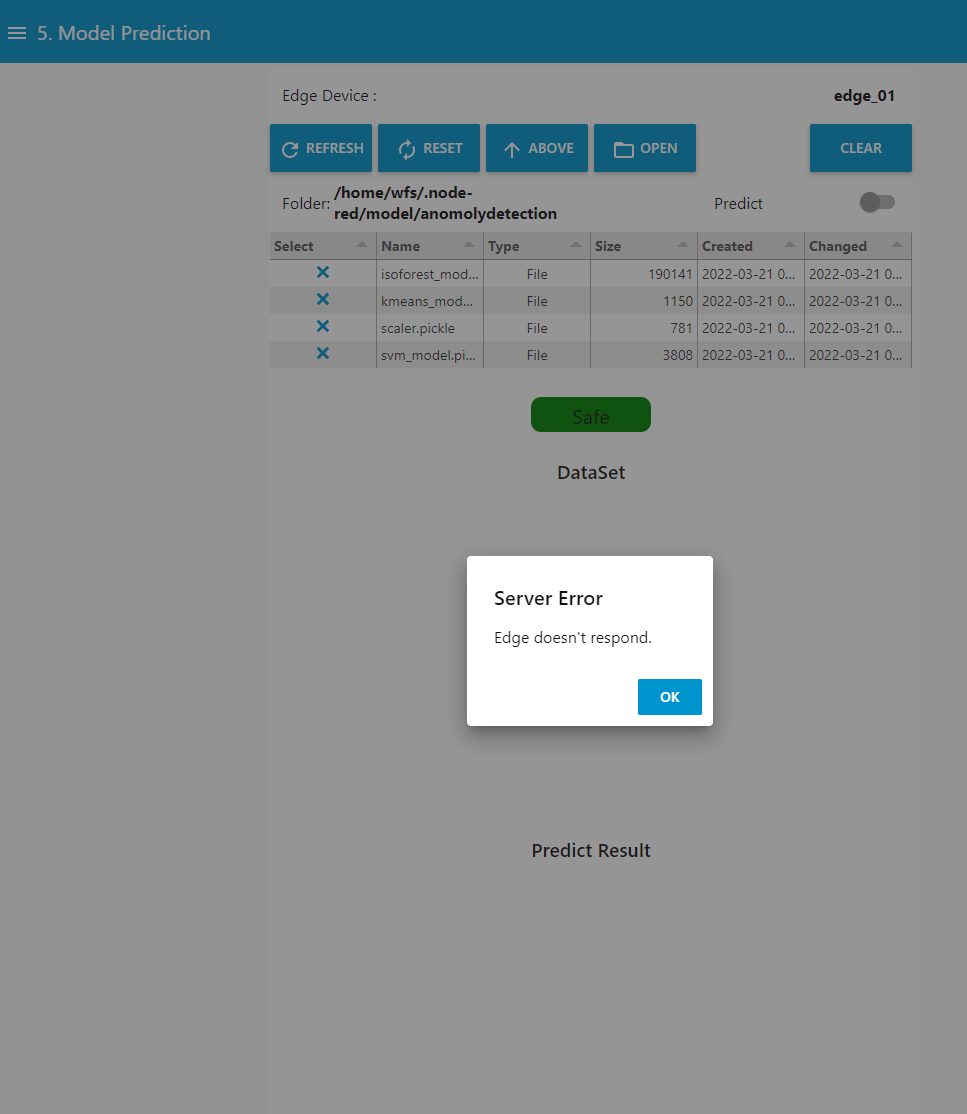 5. Model Prediction
Edge Device :
edge_01
REFRESH
RESET
ABOVE
OPEN
CLEAR
Folder:
/home/wfs/.node-
red/model/anomolydetection
Predict
Select Name Type Size Created Changed
isoforest_mod... File 190141 2022-03-21 0... 2022-03-21 0...
kmeans_mod... File 1150 2022-03-21 0... 2022-03-21 0...
scaler.pickle File 781 2022-03-21 0... 2022-03-21 0...
svm_model.pi... File 3808 2022-03-21 0... 2022-03-21 0...
Safe
DataSet
Server Error
Edge doesn't respond.
OK
Predict Result